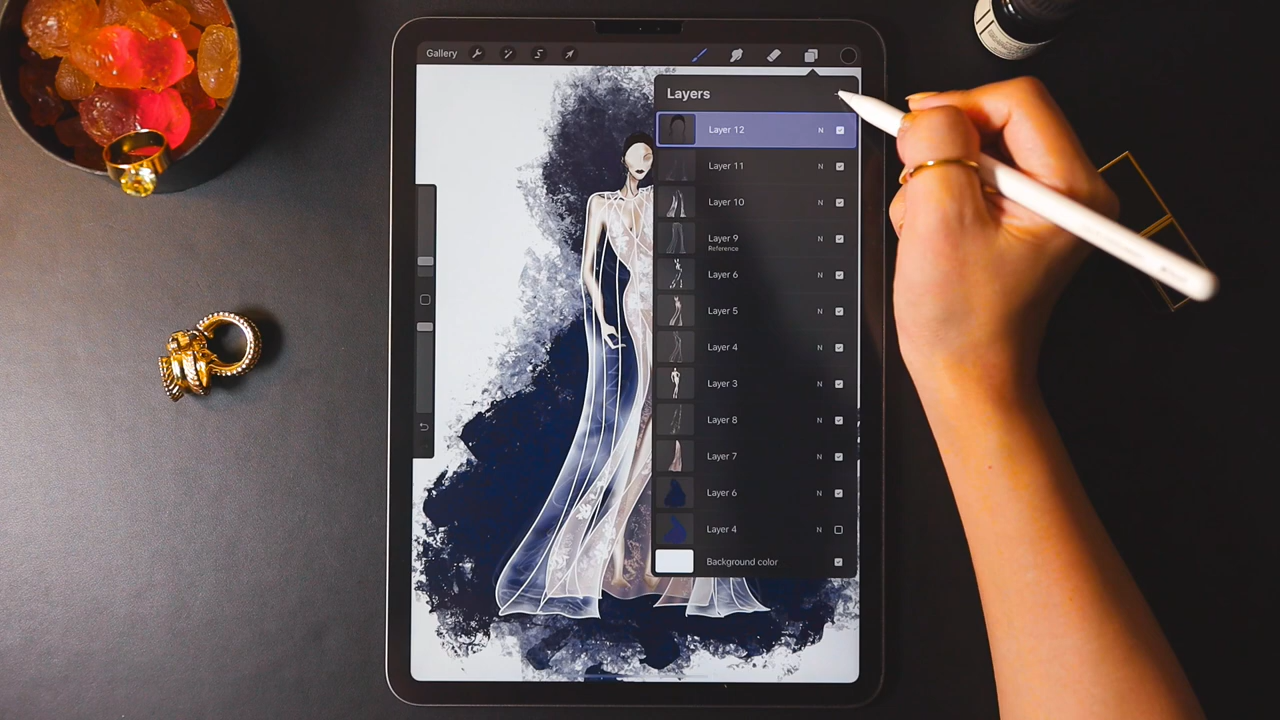 Gallery
Layers
Layer 12 N
Layer 11 N
Layer 10 N
Layer 9 N
Reference
Layer 6 N
Layer 5 N
Layer 4 N
Layer 3 N
Layer 8 N
Layer 7 N
Layer 6 N
Layer 4 N
Background color